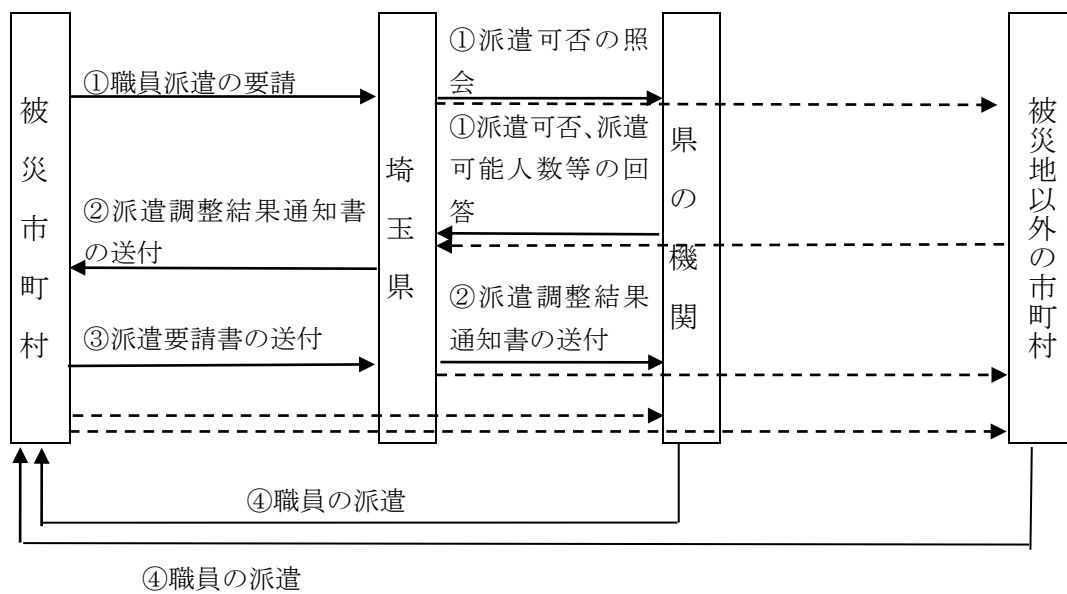 被災市町村
①職員派遣の要請
②派遣調整結果通知書
の送付
③派遣要請書の送付
埼玉県
①派遣可否の照
会
①派遣可否、派遣
可能人数等の回
答
②派遣調整結果
通知書の送付
県の機関
被災地以外の市町村
④職員の派遣
④職員の派遣